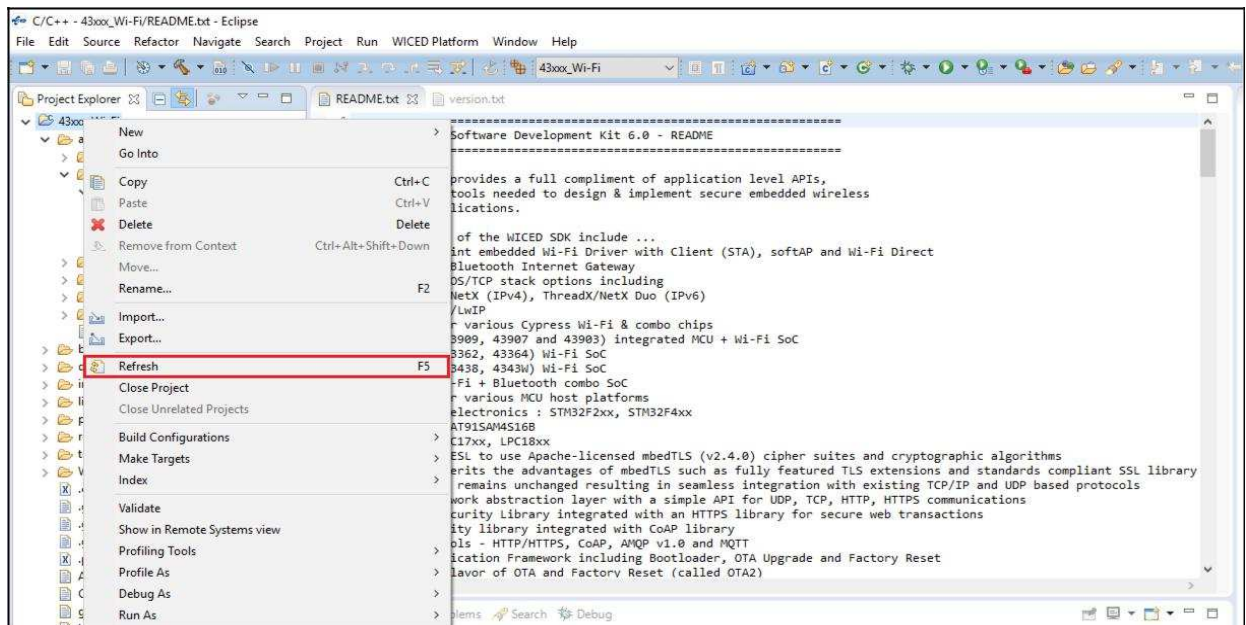 C/C++ - 43xxx_Wi-Fi/README.txt - Eclipse
File Edit Source Refactor Navigate Search Project Run WICED Platform Window Help
43xxx_Wi-Fi
Project Explorer README.txt version.txt
43xxx_Wi-Fi
New
Go Into
Copy Ctrl+C
Paste Ctrl+V
Delete Delete
Remove from Context Ctrl+Alt+Shift+Down
Move...
Rename... F2
Import...
Export...
Refresh F5
Close Project
Close Unrelated Projects
Build Configurations
Make Targets
Index
Validate
Show in Remote Systems view
Profiling Tools
Profile As
Debug As
Run As
===========================================================
Software Development Kit 6.0 - README
===========================================================
provides a full compliment of application level APIs,
tools needed to design & implement secure embedded wireless
lications.
of the WICED SDK include ...
int embedded Wi-Fi Driver with Client (STA), softAP and Wi-Fi Direct
Bluetooth Internet Gateway
OS/TCP stack options including
NetX (IPv4), ThreadX/NetX Duo (IPv6)
/LwIP
r various Cypress Wi-Fi & combo chips
3909, 43907 and 43903) integrated MCU + Wi-Fi SoC
3362, 43364) Wi-Fi SoC
3438, 4343W) Wi-Fi SoC
-Fi + Bluetooth combo SoC
r various MCU host platforms
electronics : STM32F2xx, STM32F4xx
AT91SAM4S16B
C17xx, LPC18xx
ESL to use Apache-licensed mbedTLS (v2.4.0) cipher suites and cryptographic algorithms
erits the advantages of mbedTLS such as fully featured TLS extensions and standards compliant SSL library
remains unchanged resulting in seamless integration with existing TCP/IP and UDP based protocols
work abstraction layer with a simple API for UDP, TCP, HTTP, HTTPS communications
curity Library integrated with an HTTPS library for secure web transactions
ity library integrated with CoAP library
ols - HTTP/HTTPS, CoAP, AMQP v1.0 and MQTT
ication Framework including Bootloader, OTA Upgrade and Factory Reset
lavor of OTA and Factory Reset (called OTA2)
blems Search Debug